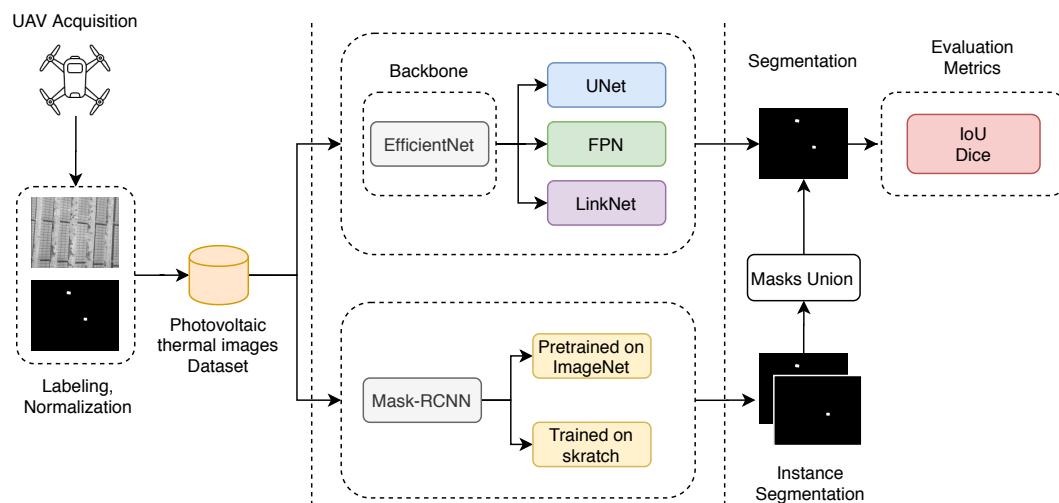 UAV Acquisition
Labeling,
Normalization
Photovoltaic
thermal images
Dataset
Backbone
EfficientNet
UNet
FPN
LinkNet
Mask-RCNN
Pretrained on
ImageNet
Trained on
skratch
Segmentation
Masks Union
Instance
Segmentation
Evaluation
Metrics
IoU
Dice